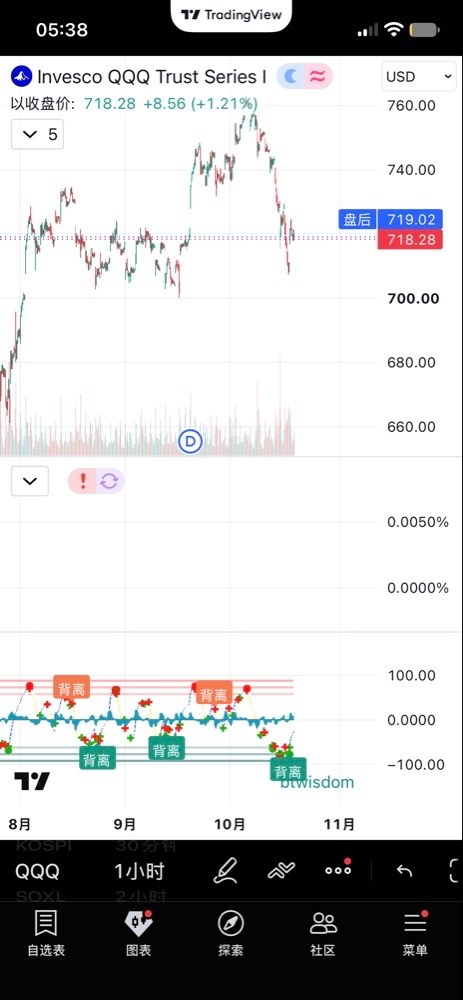 05:38
TradingView
Invesco QQQ Trust Series I
USD
以收盘价: 718.28 +8.56 (+1.21%)
5
760.00
740.00
盘后 719.02
718.28
700.00
680.00
660.00
D
0.0050%
0.0000%
100.00
背离
背离
0.0000
背离
背离
背离
−100.00
btwisdom
8月
9月
10月
11月
KOSPI
30分钟
QQQ
1小时
SOXL
2小时
自选表
图表
探索
社区
菜单